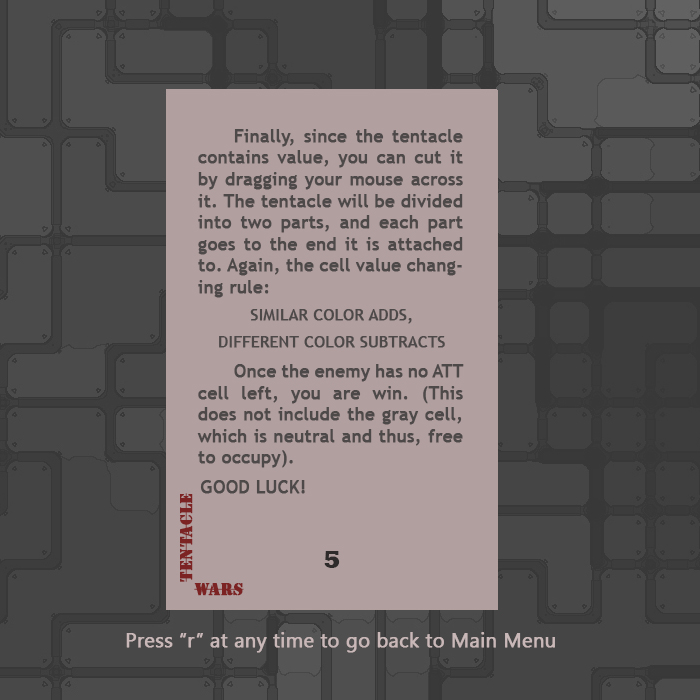 Finally, since the tentacle
contains value, you can cut it
by dragging your mouse across
it. The tentacle will be divided
into two parts, and each part
goes to the end it is attached
to. Again, the cell value chang-
ing rule:
SIMILAR COLOR ADDS,
DIFFERENT COLOR SUBTRACTS
Once the enemy has no ATT
cell left, you are win. (This
does not include the gray cell,
which is neutral and thus, free
to occupy).
GOOD LUCK!
TENTACLE
WARS
5
Press “r” at any time to go back to Main Menu